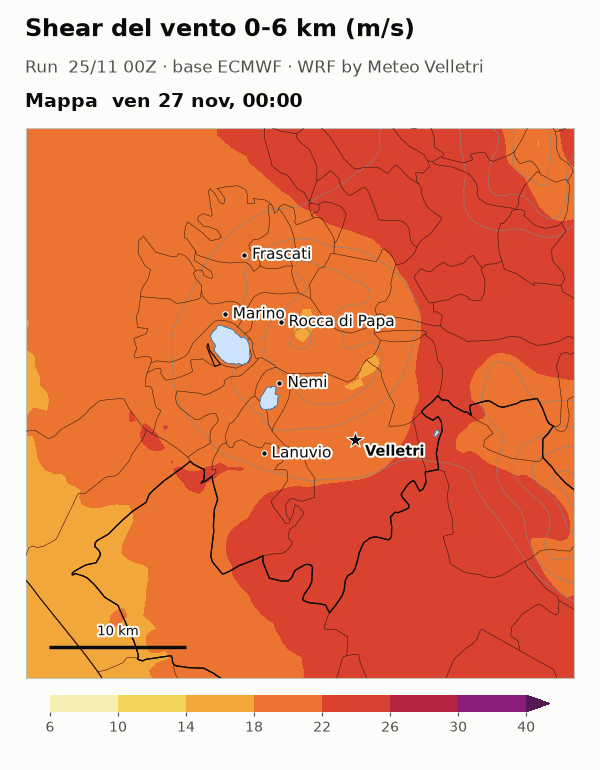 Shear del vento 0-6 km (m/s)
Run  25/11 00Z · base ECMWF · WRF by Meteo Velletri
Mappa  ven 27 nov, 00:00
Frascati
Marino
Rocca di Papa
Nemi
Velletri
Lanuvio
10 km
6 10 14 18 22 26 30 40